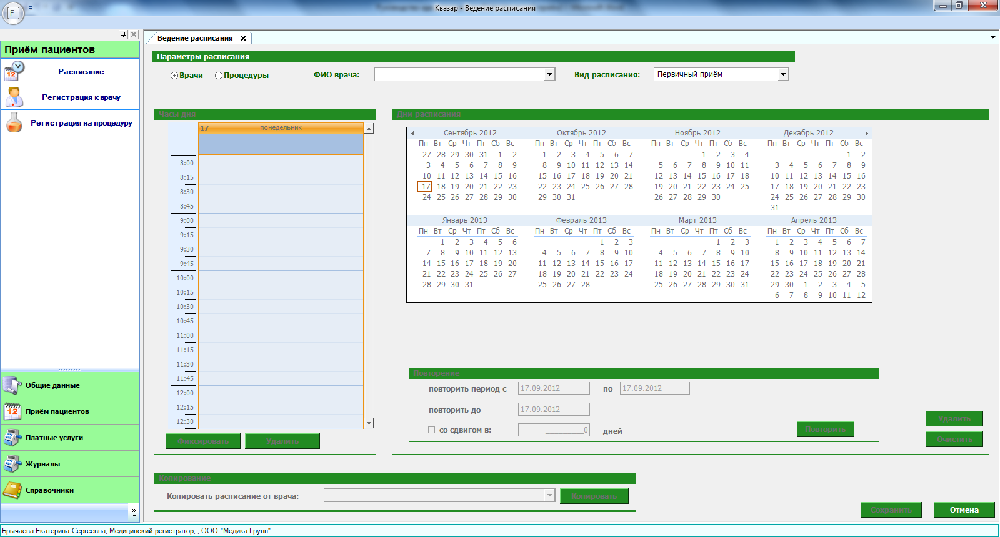 Квазар - Ведение расписания
F
Приём пациентов
Расписание
Регистрация к врачу
Регистрация на процедуру
Общие данные
Приём пациентов
Платные услуги
Журналы
Справочники
Ведение расписания
Параметры расписания
Врачи Процедуры ФИО врача: Вид расписания: Первичный приём
Часы дня
17 понедельник
8:00
8:15
8:30
8:45
9:00
9:15
9:30
9:45
10:00
10:15
10:30
10:45
11:00
11:15
11:30
11:45
12:00
12:15
12:30
Фиксировать Удалить
Дни расписания
Сентябрь 2012 Октябрь 2012 Ноябрь 2012 Декабрь 2012
Пн Вт Ср Чт Пт Сб Вс Пн Вт Ср Чт Пт Сб Вс Пн Вт Ср Чт Пт Сб Вс Пн Вт Ср Чт Пт Сб Вс
27 28 29 30 31 1 2 1 2 3 4 5 6 7 1 2 3 4 1 2
3 4 5 6 7 8 9 8 9 10 11 12 13 14 5 6 7 8 9 10 11 3 4 5 6 7 8 9
10 11 12 13 14 15 16 15 16 17 18 19 20 21 12 13 14 15 16 17 18 10 11 12 13 14 15 16
17 18 19 20 21 22 23 22 23 24 25 26 27 28 19 20 21 22 23 24 25 17 18 19 20 21 22 23
24 25 26 27 28 29 30 29 30 31 26 27 28 29 30 24 25 26 27 28 29 30
31
Январь 2013 Февраль 2013 Март 2013 Апрель 2013
Пн Вт Ср Чт Пт Сб Вс Пн Вт Ср Чт Пт Сб Вс Пн Вт Ср Чт Пт Сб Вс Пн Вт Ср Чт Пт Сб Вс
1 2 3 4 5 6 1 2 3 1 2 3 1 2 3 4 5 6 7
7 8 9 10 11 12 13 4 5 6 7 8 9 10 4 5 6 7 8 9 10 8 9 10 11 12 13 14
14 15 16 17 18 19 20 11 12 13 14 15 16 17 11 12 13 14 15 16 17 15 16 17 18 19 20 21
21 22 23 24 25 26 27 18 19 20 21 22 23 24 18 19 20 21 22 23 24 22 23 24 25 26 27 28
28 29 30 31 25 26 27 28 25 26 27 28 29 30 31 29 30 1 2 3 4 5
6 7 8 9 10 11 12
Повторение
повторить период с 17.09.2012 по 17.09.2012
повторить до 17.09.2012
со сдвигом в: _________0 дней
Повторить
Удалить
Очистить
Копирование
Копировать расписание от врача: Копировать
Сохранить Отмена
Брычаева Екатерина Сергеевна, Медицинский регистратор, , ООО "Медика Групп"